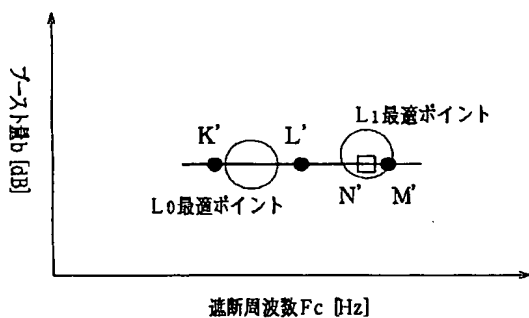 ブースト量b [dB]
L1最適ポイント
K'
L'
L0最適ポイント
N'
M'
遮断周波数Fc [Hz]